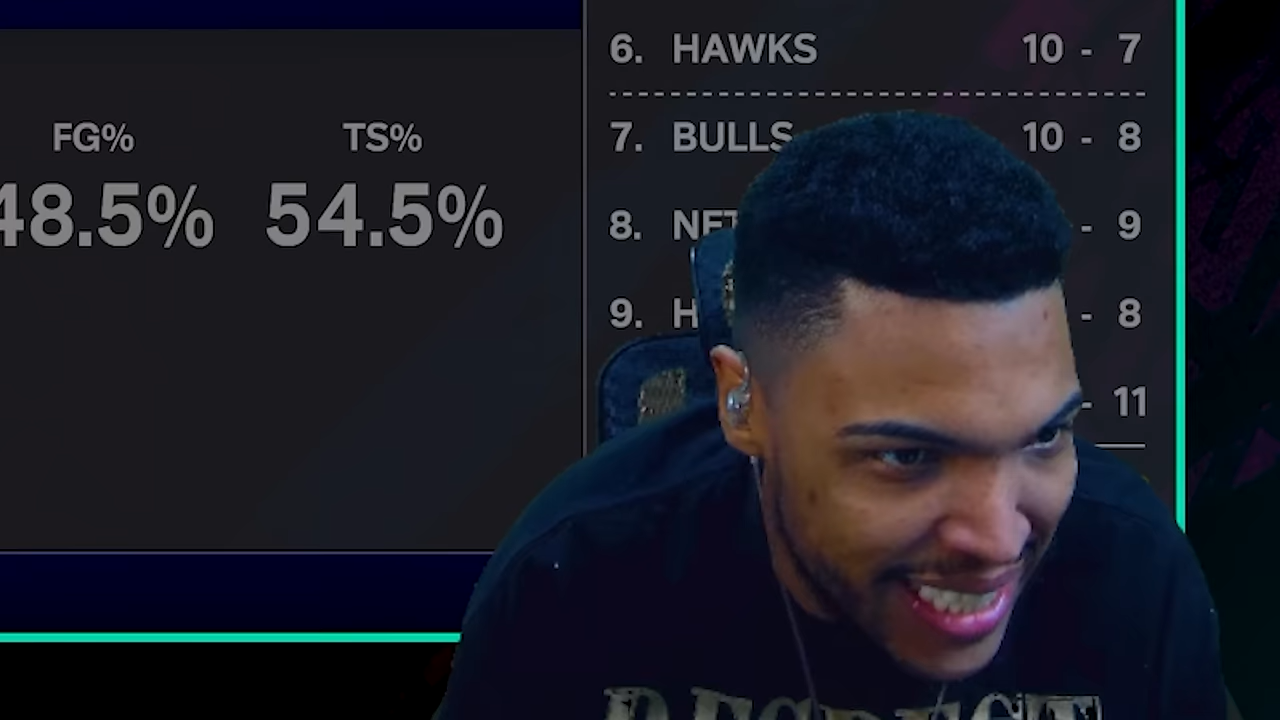 FG% TS%
48.5% 54.5%
6. HAWKS 10 - 7
7. BULLS 10 - 8
8. - 9
9. - 8
- 11
RESPECT